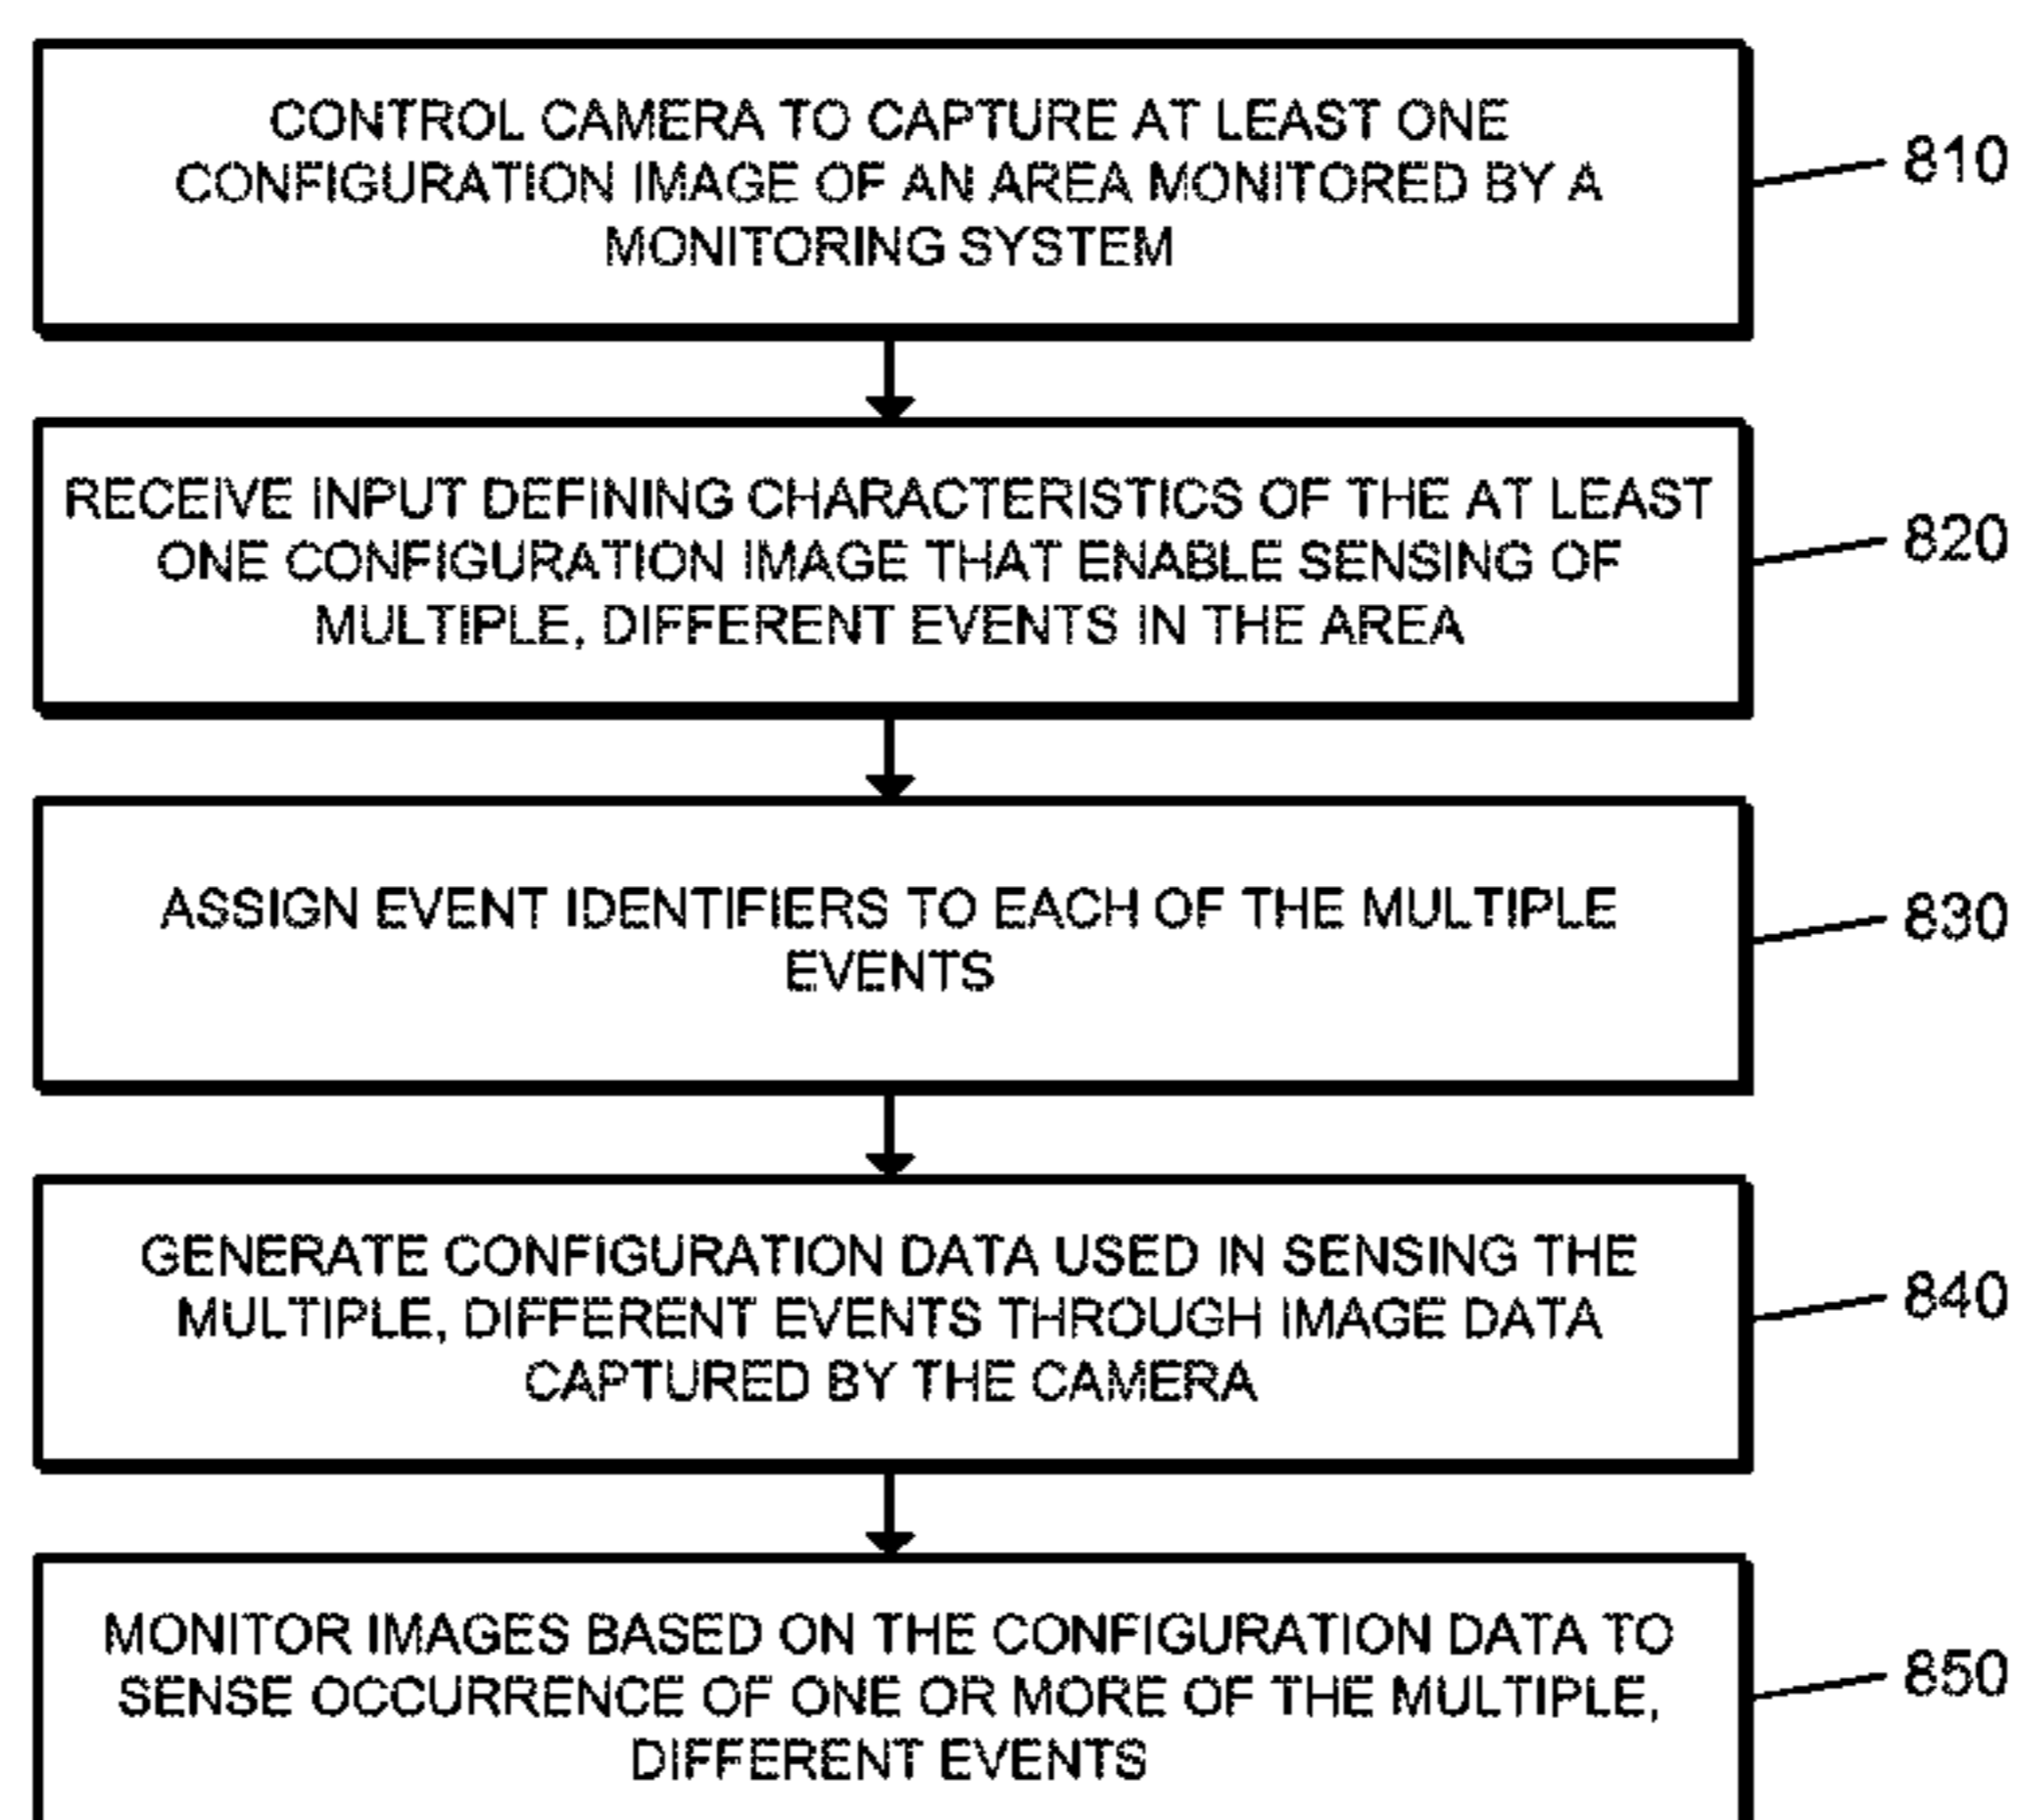 CONTROL CAMERA TO CAPTURE AT LEAST ONE
CONFIGURATION IMAGE OF AN AREA MONITORED BY A
MONITORING SYSTEM
810
RECEIVE INPUT DEFINING CHARACTERISTICS OF THE AT LEAST
ONE CONFIGURATION IMAGE THAT ENABLE SENSING OF
MULTIPLE, DIFFERENT EVENTS IN THE AREA
820
ASSIGN EVENT IDENTIFIERS TO EACH OF THE MULTIPLE
EVENTS
830
GENERATE CONFIGURATION DATA USED IN SENSING THE
MULTIPLE, DIFFERENT EVENTS THROUGH IMAGE DATA
CAPTURED BY THE CAMERA
840
MONITOR IMAGES BASED ON THE CONFIGURATION DATA TO
SENSE OCCURRENCE OF ONE OR MORE OF THE MULTIPLE,
DIFFERENT EVENTS
850